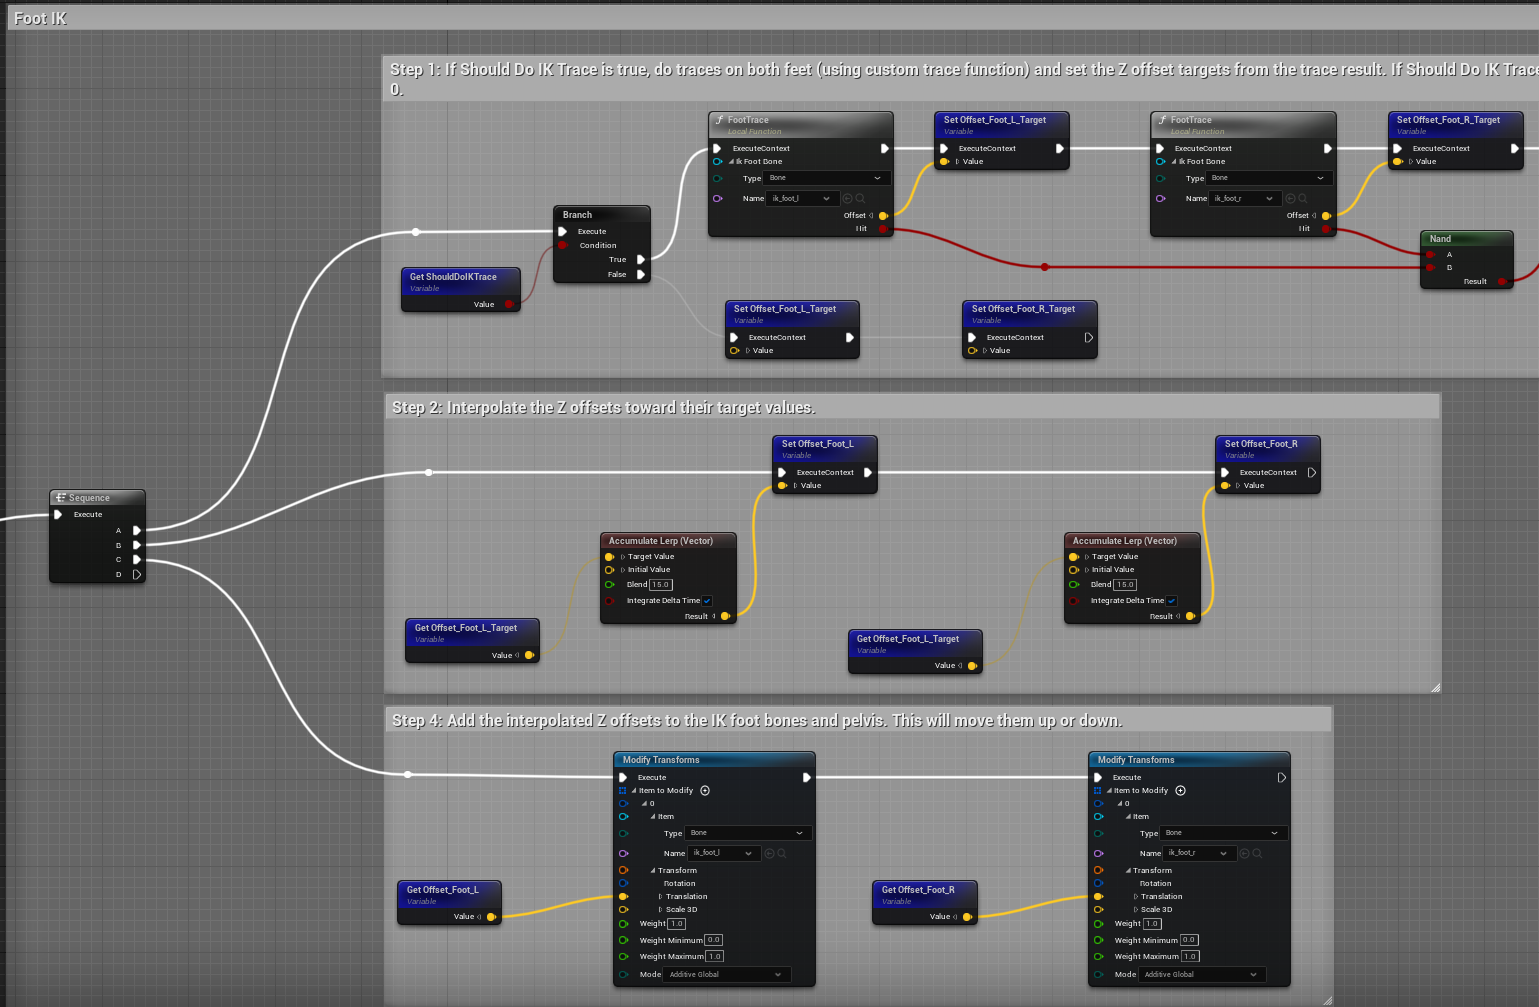 Foot IK
Step 1: If Should Do IK Trace is true, do traces on both feet (using custom trace function) and set the Z offset targets from the trace result. If Should Do IK Trace
0.
FootTrace
Local Function
ExecuteContext
Ik Foot Bone
Type Bone
Name ik_foot_l
Offset
Hit
Set Offset_Foot_L_Target
Variable
ExecuteContext
Value
FootTrace
Local Function
ExecuteContext
Ik Foot Bone
Type Bone
Name ik_foot_r
Offset
Hit
Set Offset_Foot_R_Target
Variable
ExecuteContext
Value
Branch
Execute
Condition
True
False
Get ShouldDoIKTrace
Variable
Value
Nand
A
B
Result
Set Offset_Foot_L_Target
Variable
ExecuteContext
Value
Set Offset_Foot_R_Target
Variable
ExecuteContext
Value
Step 2: Interpolate the Z offsets toward their target values.
Set Offset_Foot_L
Variable
ExecuteContext
Value
Set Offset_Foot_R
Variable
ExecuteContext
Value
Sequence
Execute
A
B
C
D
Accumulate Lerp (Vector)
Target Value
Initial Value
Blend 15.0
Integrate Delta Time
Result
Accumulate Lerp (Vector)
Target Value
Initial Value
Blend 15.0
Integrate Delta Time
Result
Get Offset_Foot_L_Target
Variable
Value
Get Offset_Foot_L_Target
Variable
Value
Step 4: Add the interpolated Z offsets to the IK foot bones and pelvis. This will move them up or down.
Modify Transforms
Execute
Item to Modify
0
Item
Type Bone
Name ik_foot_l
Transform
Rotation
Translation
Scale 3D
Weight 1.0
Weight Minimum 0.0
Weight Maximum 1.0
Mode Additive Global
Get Offset_Foot_L
Variable
Value
Modify Transforms
Execute
Item to Modify
0
Item
Type Bone
Name ik_foot_r
Transform
Rotation
Translation
Scale 3D
Weight 1.0
Weight Minimum 0.0
Weight Maximum 1.0
Mode Additive Global
Get Offset_Foot_R
Variable
Value